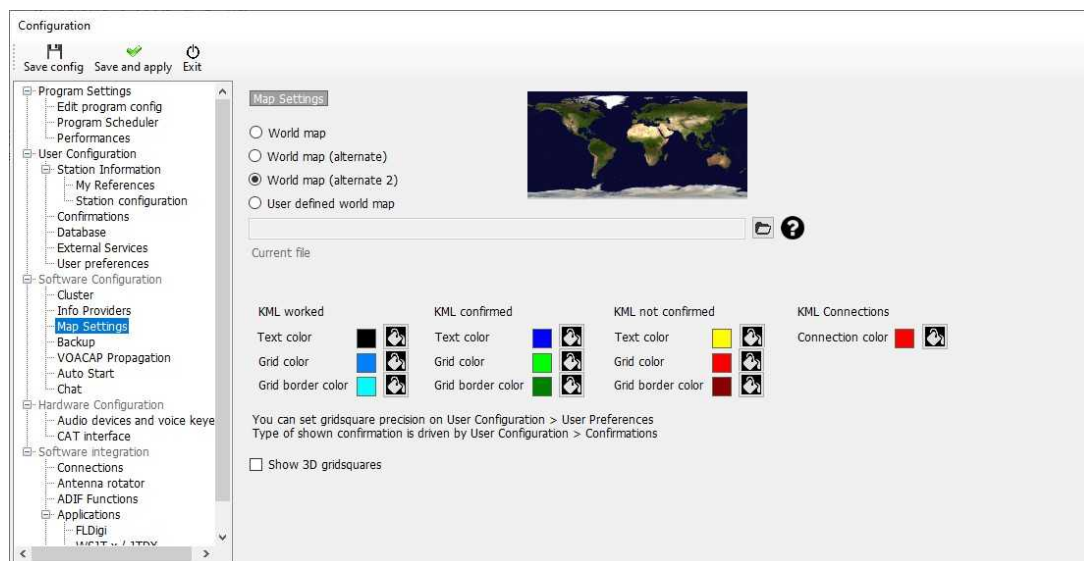 Configuration
Save config Save and apply Exit
Program Settings
Edit program config
Program Scheduler
Performances
User Configuration
Station Information
My References
Station configuration
Confirmations
Database
External Services
User preferences
Software Configuration
Cluster
Info Providers
Map Settings
Backup
VOACAP Propagation
Auto Start
Chat
Hardware Configuration
Audio devices and voice keye
CAT interface
Software integration
Connections
Antenna rotator
ADIF Functions
Applications
FLDigi
WSJT-x / JTDX
Map Settings
World map
World map (alternate)
World map (alternate 2)
User defined world map
?
Current file
KML worked KML confirmed KML not confirmed KML Connections
Text color Text color Text color Connection color
Grid color Grid color Grid color
Grid border color Grid border color Grid border color
You can set gridsquare precision on User Configuration > User Preferences
Type of shown confirmation is driven by User Configuration > Confirmations
Show 3D gridsquares